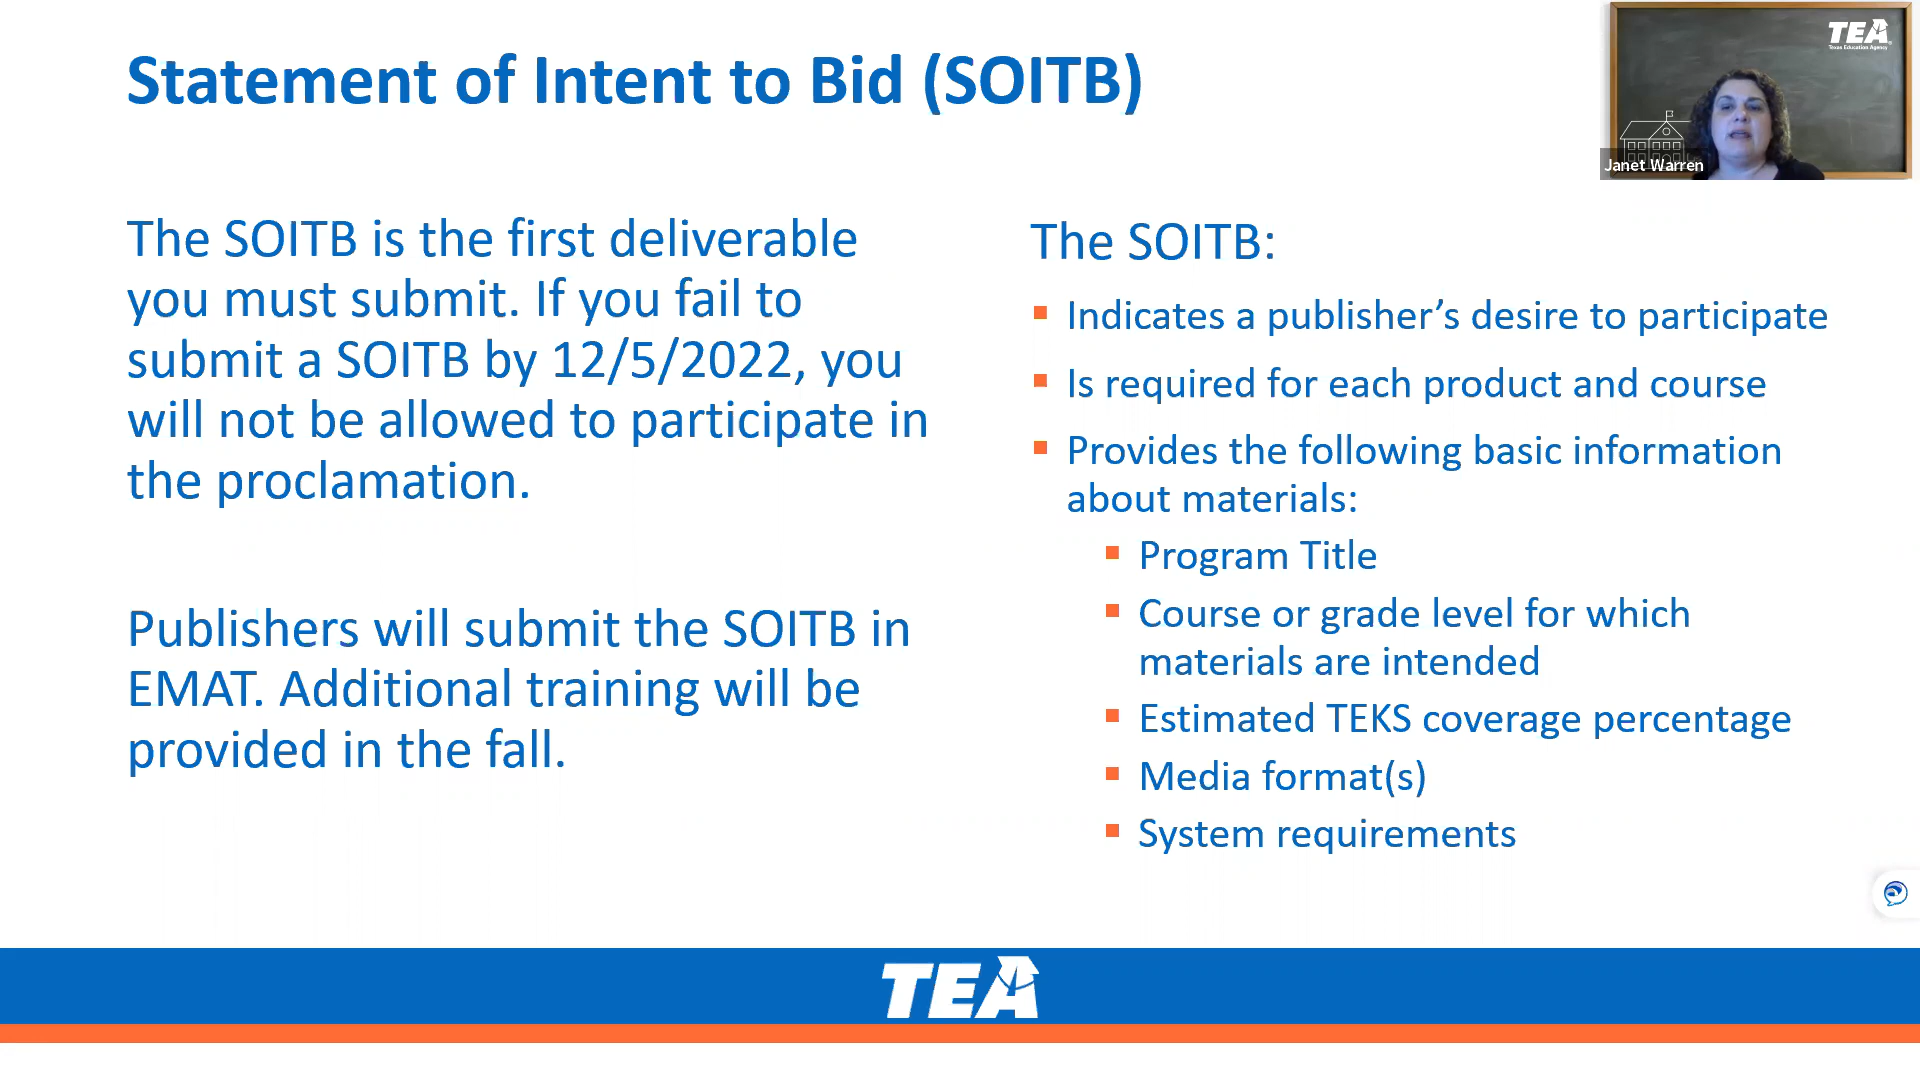 Statement of Intent to Bid (SOITB)
TEA
Texas Education Agency
Janet Warren
The SOITB is the first deliverable
you must submit. If you fail to
submit a SOITB by 12/5/2022, you
will not be allowed to participate in
the proclamation.
Publishers will submit the SOITB in
EMAT. Additional training will be
provided in the fall.
The SOITB:
Indicates a publisher’s desire to participate
Is required for each product and course
Provides the following basic information
about materials:
Program Title
Course or grade level for which
materials are intended
Estimated TEKS coverage percentage
Media format(s)
System requirements
TEA